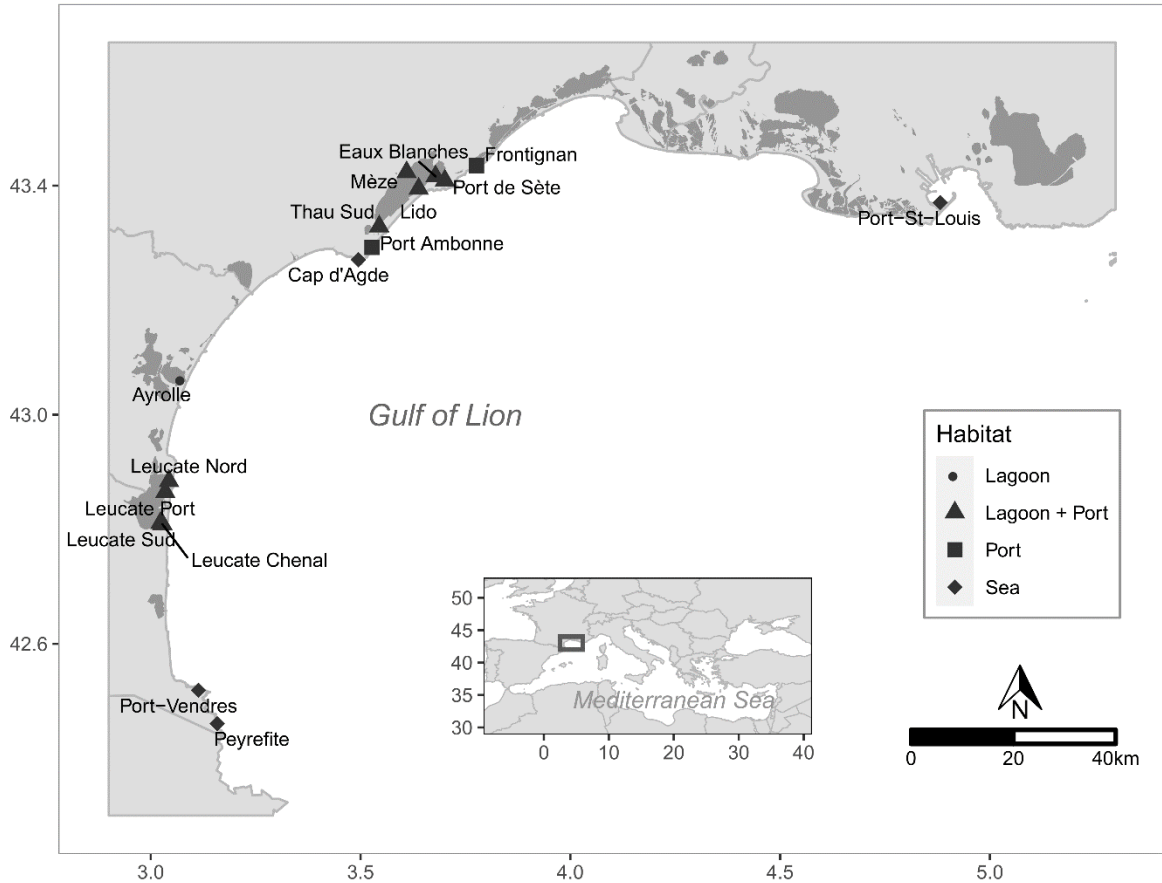 Eaux Blanches
Frontignan
Mèze
Port de Sète
Thau Sud
Lido
Port−St−Louis
Port Ambonne
Cap d'Agde
43.4
Ayrolle
43.0
Gulf of Lion
Leucate Nord
Leucate Port
Leucate Sud
Leucate Chenal
Habitat
Lagoon
Lagoon + Port
Port
Sea
42.6
Port−Vendres
Peyrefite
50
45
40
35
30
Mediterranean Sea
0
10
20
30
40
N
0
20
40km
3.0
3.5
4.0
4.5
5.0